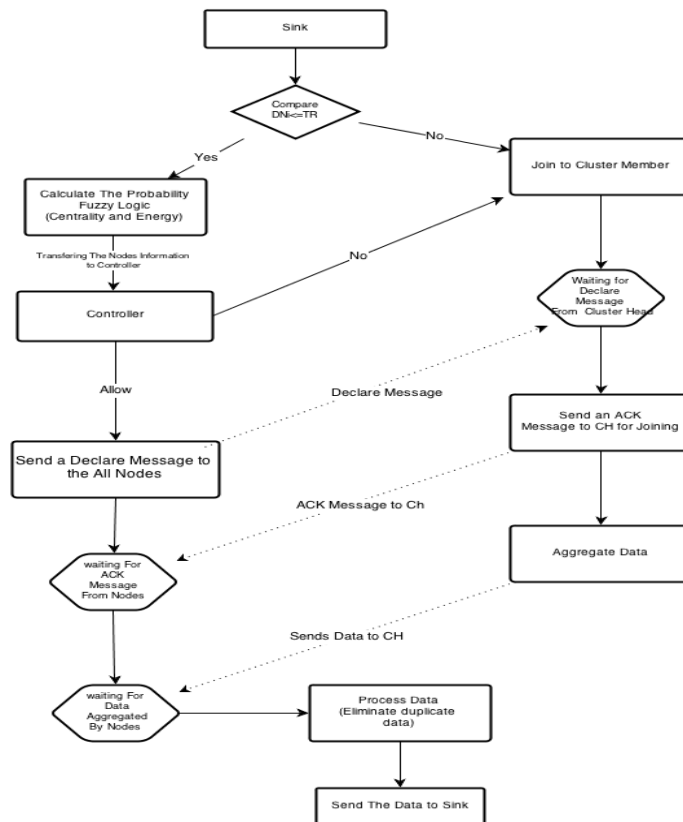 Sink
Compare
DNi<=TR
No
Yes
Join to Cluster Member
Calculate The Probability
Fuzzy Logic
(Centrality and Energy)
Transfering The Nodes Information
to Controller
No
Controller
Waiting for
Declare
Message
From Cluster Head
Allow
Declare Message
Send an ACK
Message to CH for Joining
Send a Declare Message to
the All Nodes
ACK Message to Ch
waiting For
ACK
Message
From Nodes
Aggregate Data
Sends Data to CH
waiting For
Data
Aggregated
By Nodes
Process Data
(Eliminate duplicate
data)
Send The Data to Sink